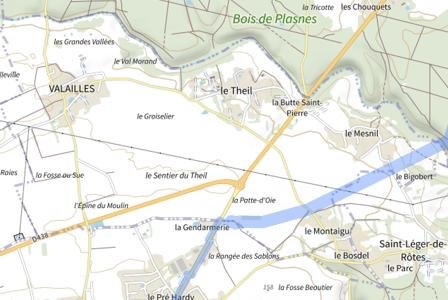 la Tricotte
les Chouquets
Bois de Plasnes
les Grandes Vallées
le Val Morand
VALAILLES
le Theil
la Butte Saint-
Pierre
le Groiselier
le Mesnil
Raies
la Fosse au Sue
le Sentier du Theil
le Bigobert
l'Épine du Moulin
la Patte-d'Oie
D438
la Gendarmerie
le Montaigu
Saint-Léger-de-
Rôtes
la Rangée des Sablons
le Bosdel
le Parc
158
la Fosse Beautier
le Pré Hardy